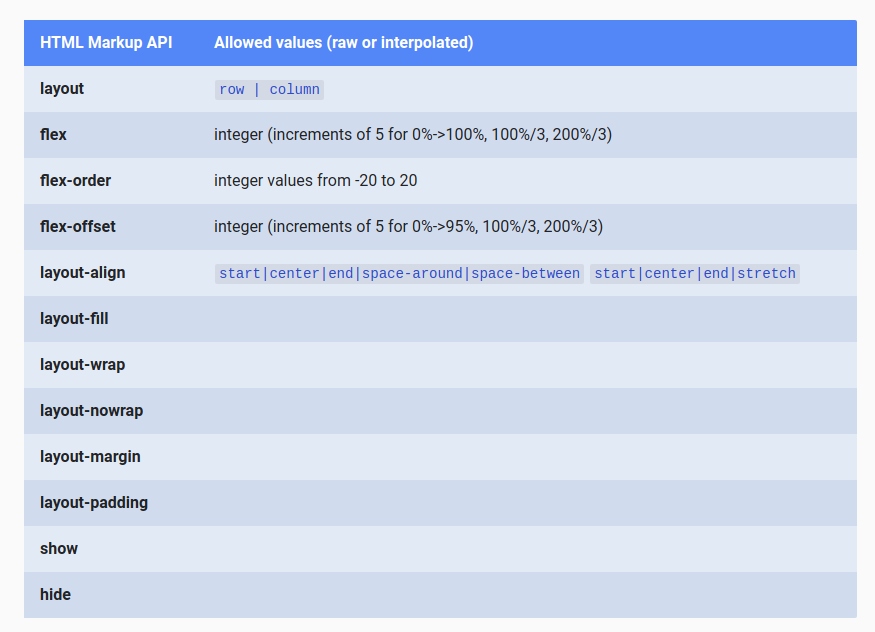 HTML Markup API Allowed values (raw or interpolated)
layout row | column
flex integer (increments of 5 for 0%->100%, 100%/3, 200%/3)
flex-order integer values from -20 to 20
flex-offset integer (increments of 5 for 0%->95%, 100%/3, 200%/3)
layout-align start|center|end|space-around|space-between start|center|end|stretch
layout-fill
layout-wrap
layout-nowrap
layout-margin
layout-padding
show
hide